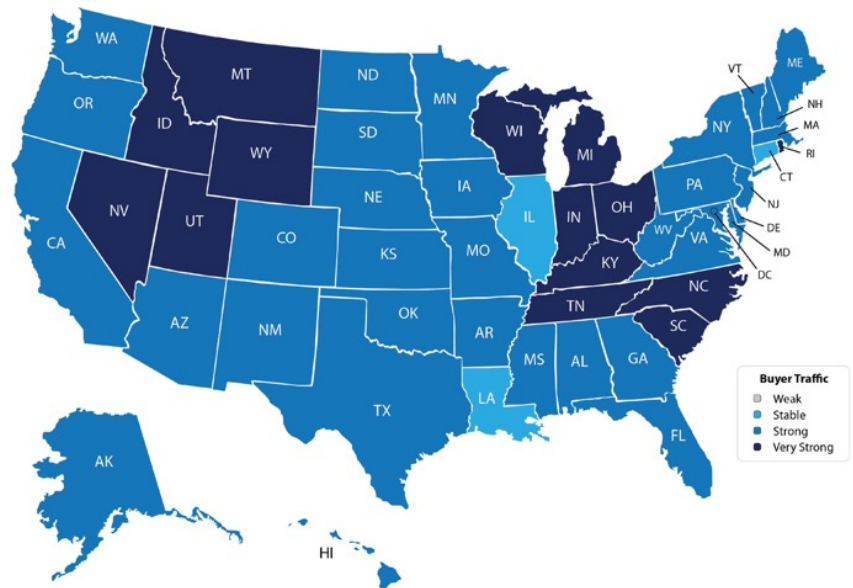 WA
MT
ND
MN
ME
VT
OR
ID
WY
SD
WI
MI
NY
NH
MA
RI
CT
NV
UT
CO
NE
IA
IL
IN
OH
PA
NJ
DE
MD
DC
CA
KS
MO
KY
WV
VA
AZ
NM
OK
AR
TN
NC
SC
TX
LA
MS
AL
GA
FL
AK
HI
Buyer Traffic
Weak
Stable
Strong
Very Strong